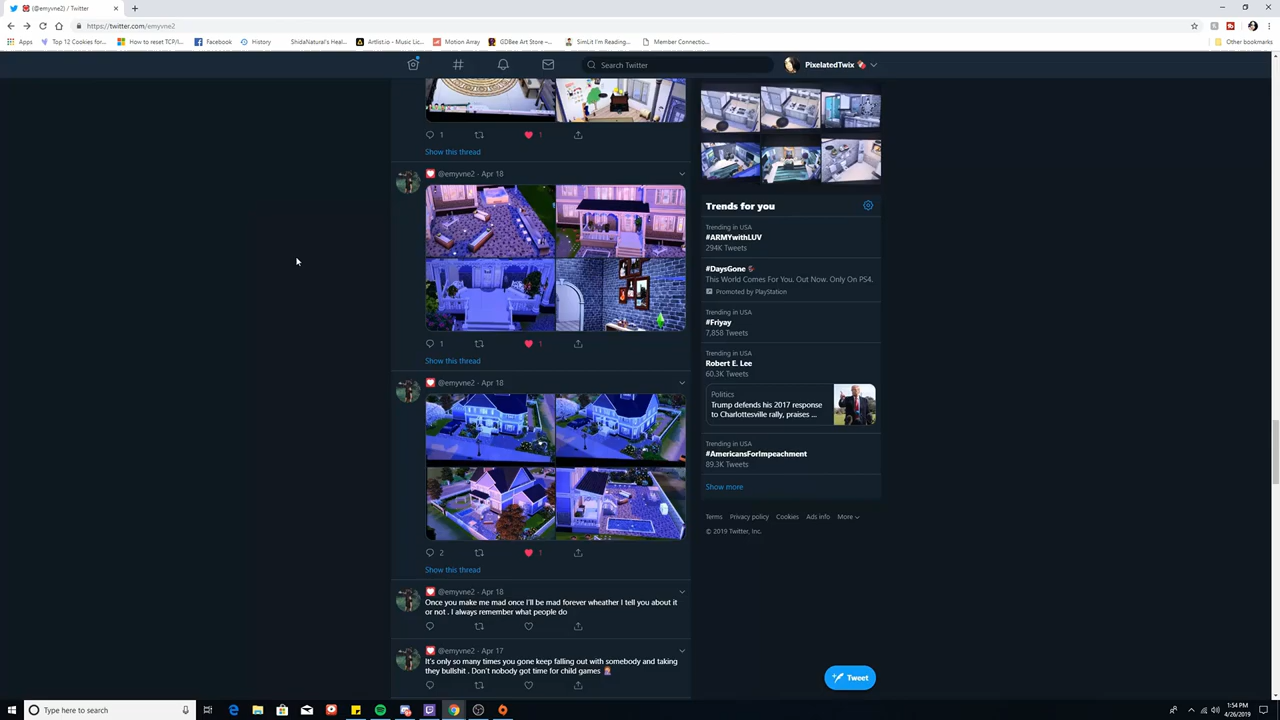 (@emyvne2) / Twitter
https://twitter.com/emyvne2
Apps
Top 12 Cookies for...
How to reset TCP/I...
Facebook
History
ShidaNatural's Heal...
Artlist.io - Music Lic...
Motion Array
GDBee Art Store –...
SimLit I'm Reading...
Member Connectio...
Other bookmarks
Search Twitter
PixelatedTwix
1
1
Show this thread
@emyvne2 · Apr 18
1
1
Show this thread
@emyvne2 · Apr 18
2
1
Show this thread
@emyvne2 · Apr 18
Once you make me mad once I'll be mad forever wheather I tell you about it
or not . I always remember what people do
@emyvne2 · Apr 17
It's only so many times you gone keep falling out with somebody and taking
they bullshit . Don't nobody got time for child games
Trends for you
Trending in USA
#ARMYwithLUV
294K Tweets
#DaysGone
This World Comes For You. Out Now. Only On PS4.
Promoted by PlayStation
Trending in USA
#Friyay
7,858 Tweets
Trending in USA
Robert E. Lee
60.3K Tweets
Politics
Trump defends his 2017 response
to Charlottesville rally, praises ...
Trending in USA
#AmericansForImpeachment
89.3K Tweets
Show more
Terms Privacy policy Cookies Ads info More
© 2019 Twitter, Inc.
Tweet
Type here to search
1:54 PM
4/26/2019